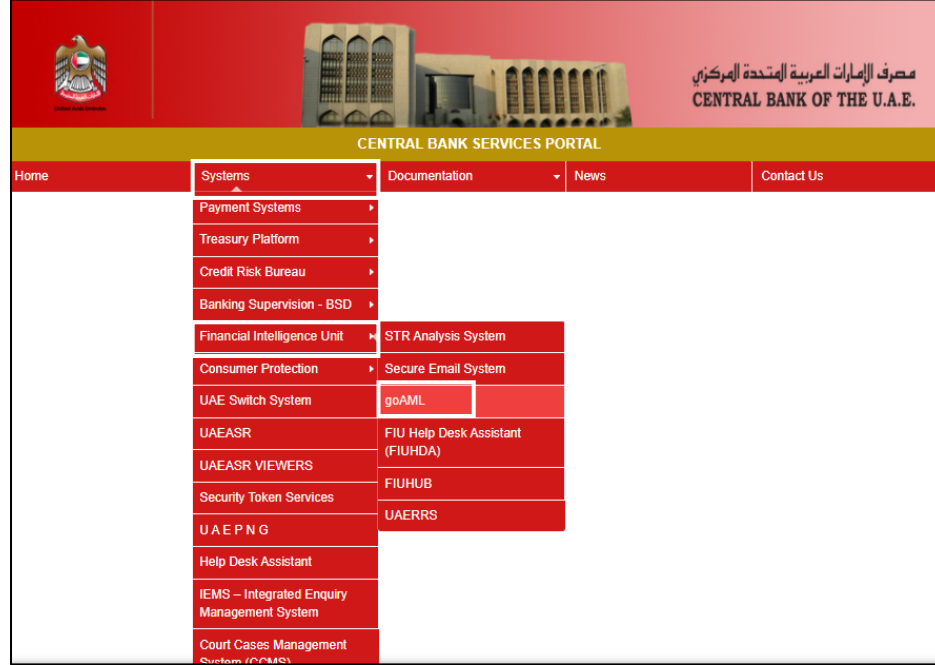 مصرف الإمارات العربية المتحدة المركزي
CENTRAL BANK OF THE U.A.E.
CENTRAL BANK SERVICES PORTAL
Home
Systems
Documentation
News
Contact Us
Payment Systems
Treasury Platform
Credit Risk Bureau
Banking Supervision - BSD
Financial Intelligence Unit
Consumer Protection
UAE Switch System
UAEASR
UAEASR VIEWERS
Security Token Services
U A E P N G
Help Desk Assistant
IEMS – Integrated Enquiry
Management System
Court Cases Management
System (CCMS)
STR Analysis System
Secure Email System
goAML
FIU Help Desk Assistant
(FIUHDA)
FIUHUB
UAERRS